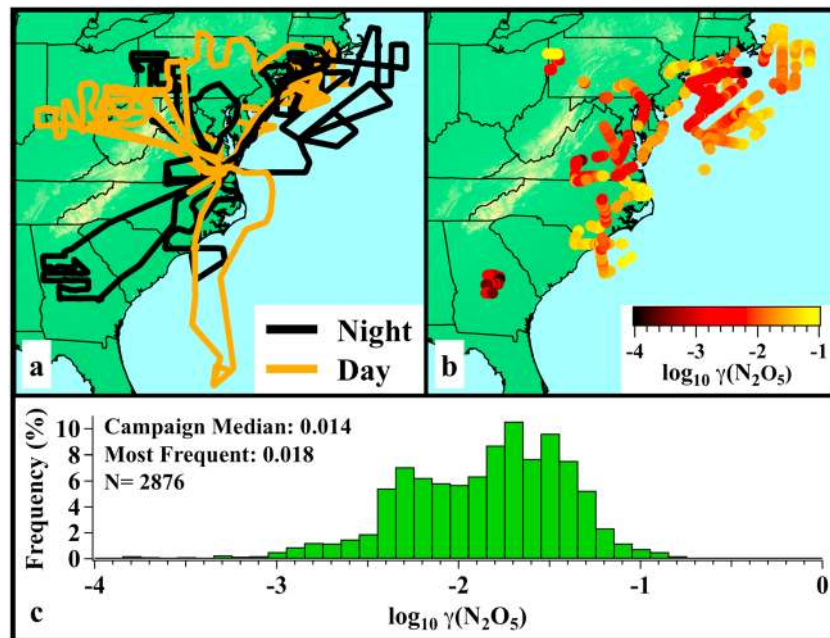 Night
Day
a
b
-4 -3 -2 -1
log₁₀ γ(N₂O₅)
Campaign Median: 0.014
Most Frequent: 0.018
N= 2876
Frequency (%)
10
8
6
4
2
0
-4 -3 -2 -1 0
c
log₁₀ γ(N₂O₅)